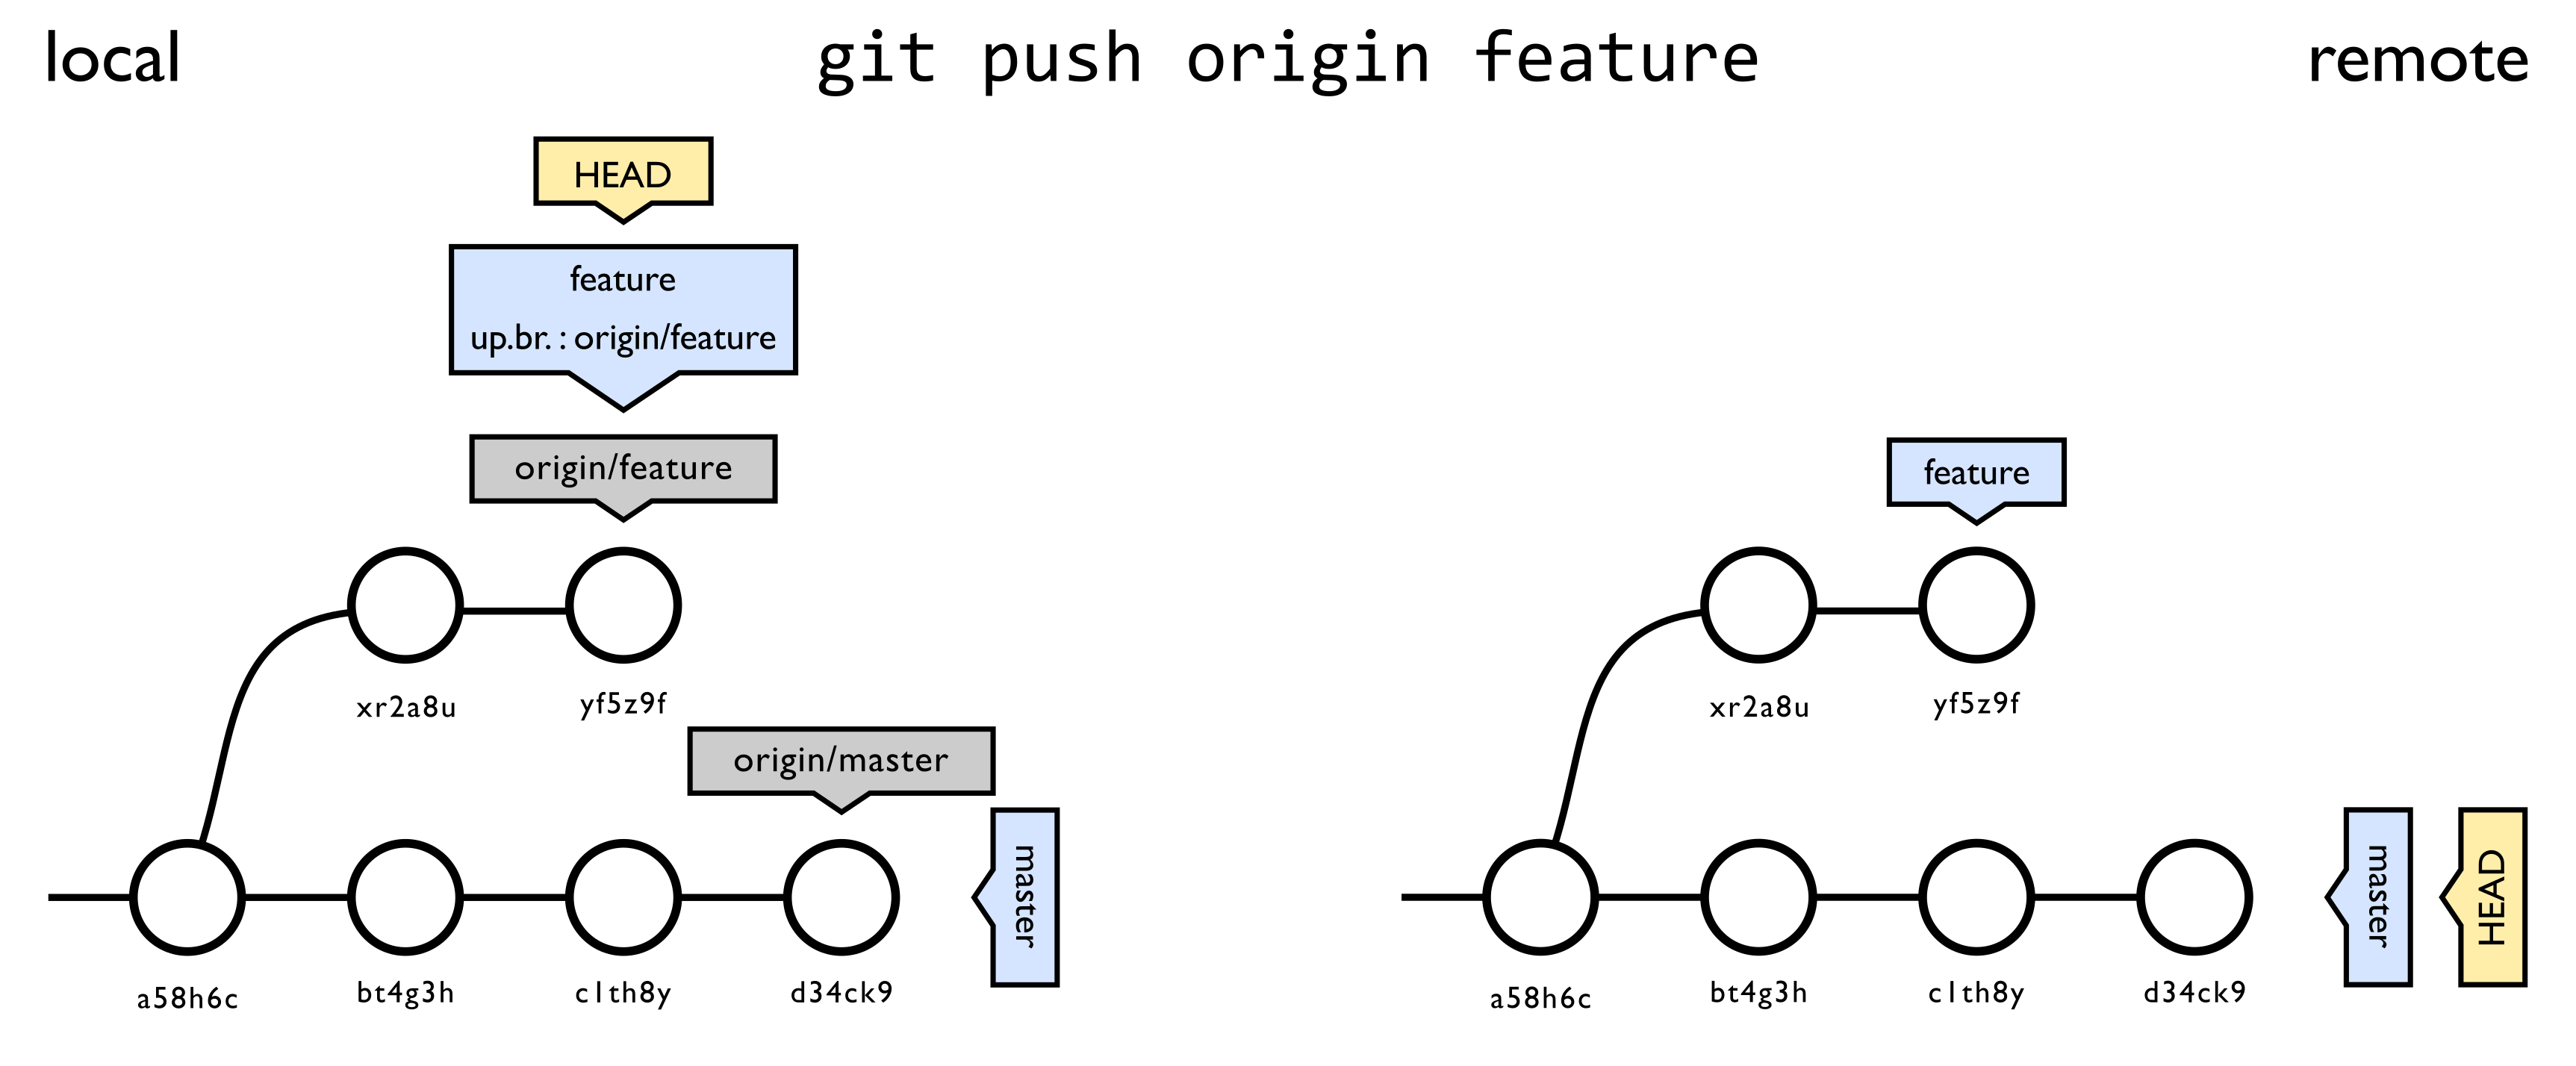 local
git push origin feature
remote
HEAD
feature
up.br. : origin/feature
origin/feature
feature
xr2a8u
yf5z9f
xr2a8u
yf5z9f
origin/master
master
master
HEAD
a58h6c
bt4g3h
c1th8y
d34ck9
a58h6c
bt4g3h
c1th8y
d34ck9